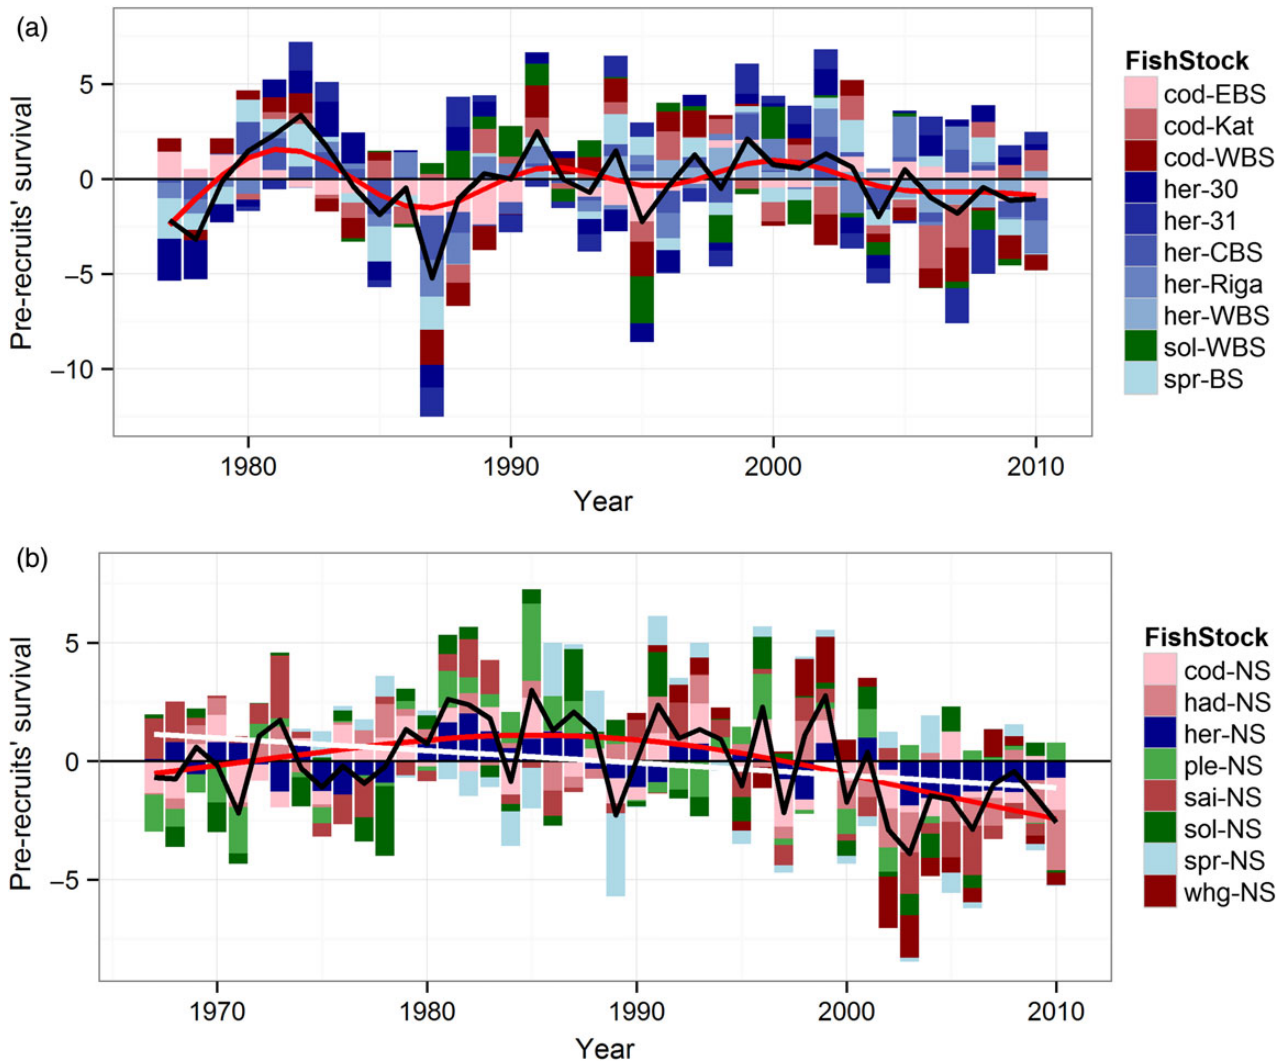 (a)
Pre-recruits' survival
5
0
−5
−10
1980 1990 2000 2010
Year
FishStock
cod-EBS
cod-Kat
cod-WBS
her-30
her-31
her-CBS
her-Riga
her-WBS
sol-WBS
spr-BS
(b)
Pre-recruits' survival
5
0
−5
1970 1980 1990 2000 2010
Year
FishStock
cod-NS
had-NS
her-NS
ple-NS
sai-NS
sol-NS
spr-NS
whg-NS